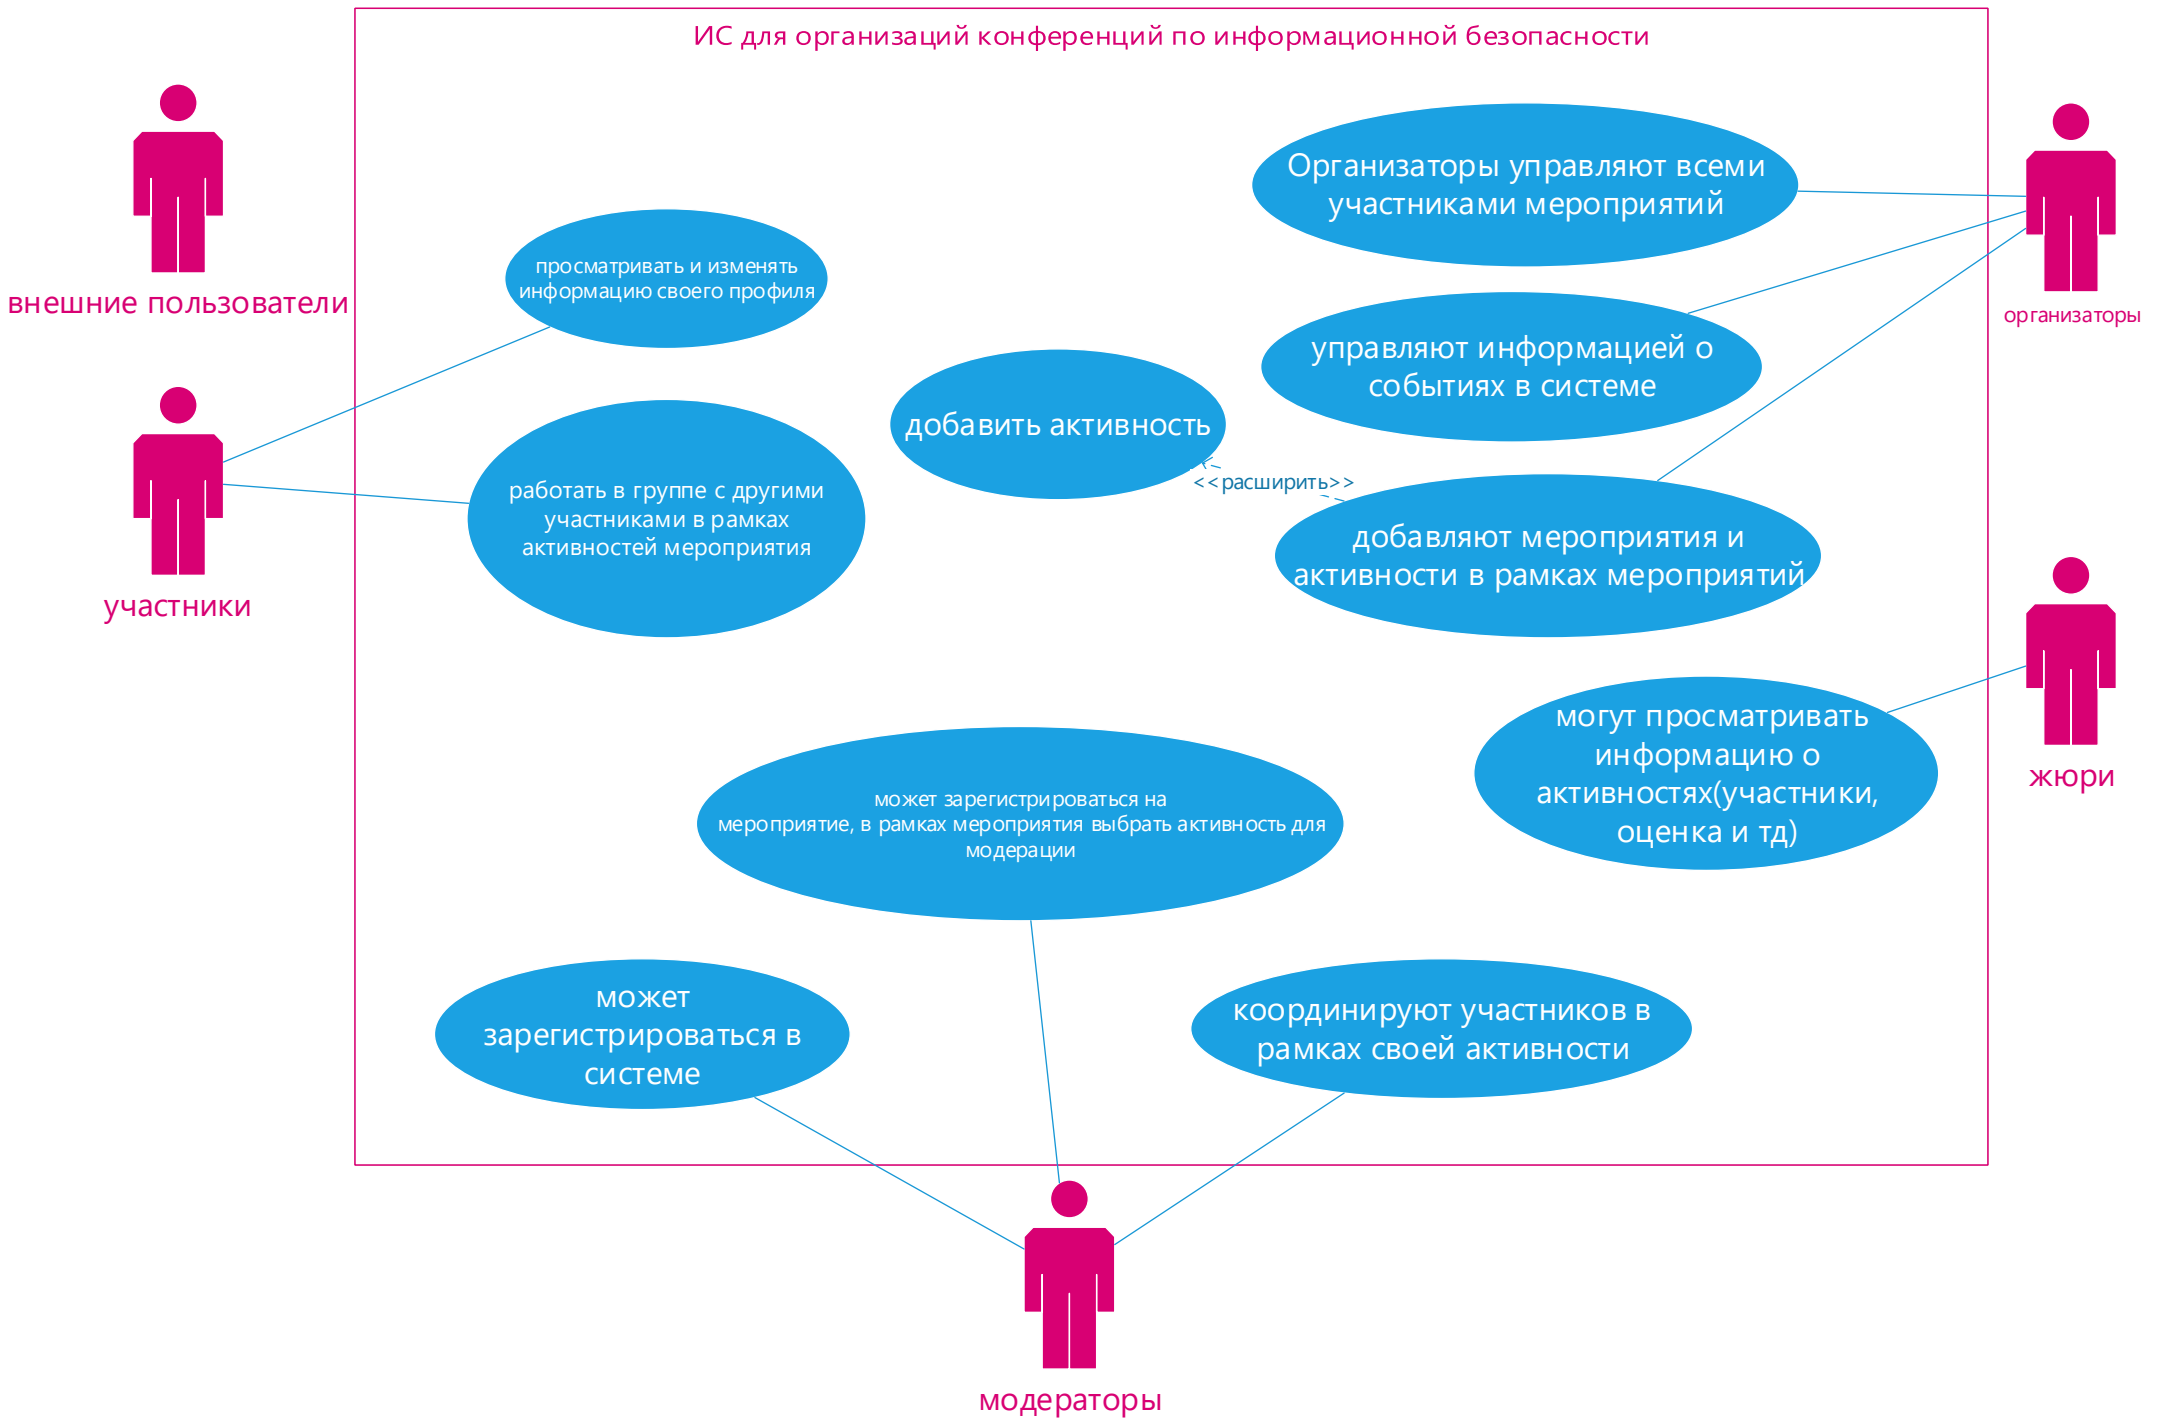 ИС для организаций конференций по информационной безопасности
внешние пользователи
просматривать и изменять
информацию своего профиля
участники
работать в группе с другими
участниками в рамках
активностей мероприятия
добавить активность
<<расширить>>
Организаторы управляют всеми
участниками мероприятий
организаторы
управляют информацией о
событиях в системе
добавляют мероприятия и
активности в рамках мероприятий
могут просматривать
информацию о
активностях(участники,
оценка и тд)
жюри
может зарегистрироваться на
мероприятие, в рамках мероприятия выбрать активность для
модерации
может
зарегистрироваться в
системе
координируют участников в
рамках своей активности
модераторы